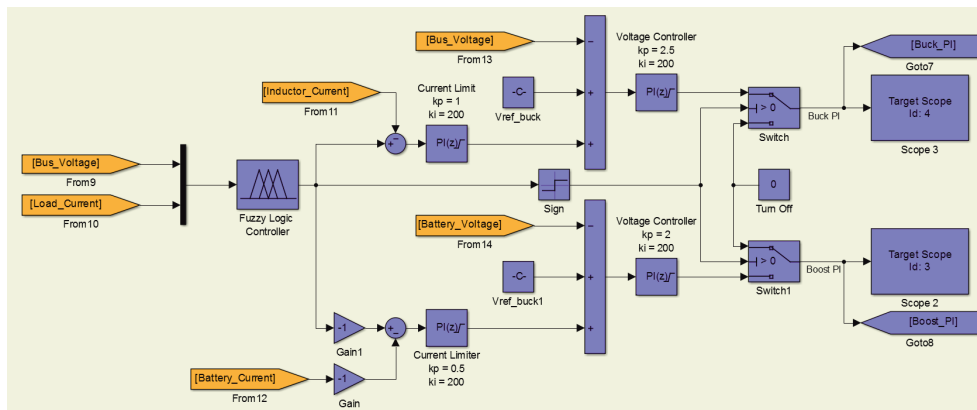 [Bus_Voltage]
From13
Voltage Controller
kp = 2.5
ki = 200
PI(z)
[Buck_PI]
Goto7
[Inductor_Current]
From11
Current Limit
kp = 1
ki = 200
PI(z)
-C-
Vref_buck
> 0
Switch
Buck PI
Target Scope
Id: 4
Scope 3
[Bus_Voltage]
From9
[Load_Current]
From10
Fuzzy Logic
Controller
Sign
0
Turn Off
[Battery_Voltage]
From14
Voltage Controller
kp = 2
ki = 200
PI(z)
-C-
Vref_buck1
> 0
Switch1
Boost PI
Target Scope
Id: 3
Scope 2
[Boost_PI]
Goto8
-1
Gain1
PI(z)
Current Limiter
kp = 0.5
ki = 200
[Battery_Current]
From12
-1
Gain